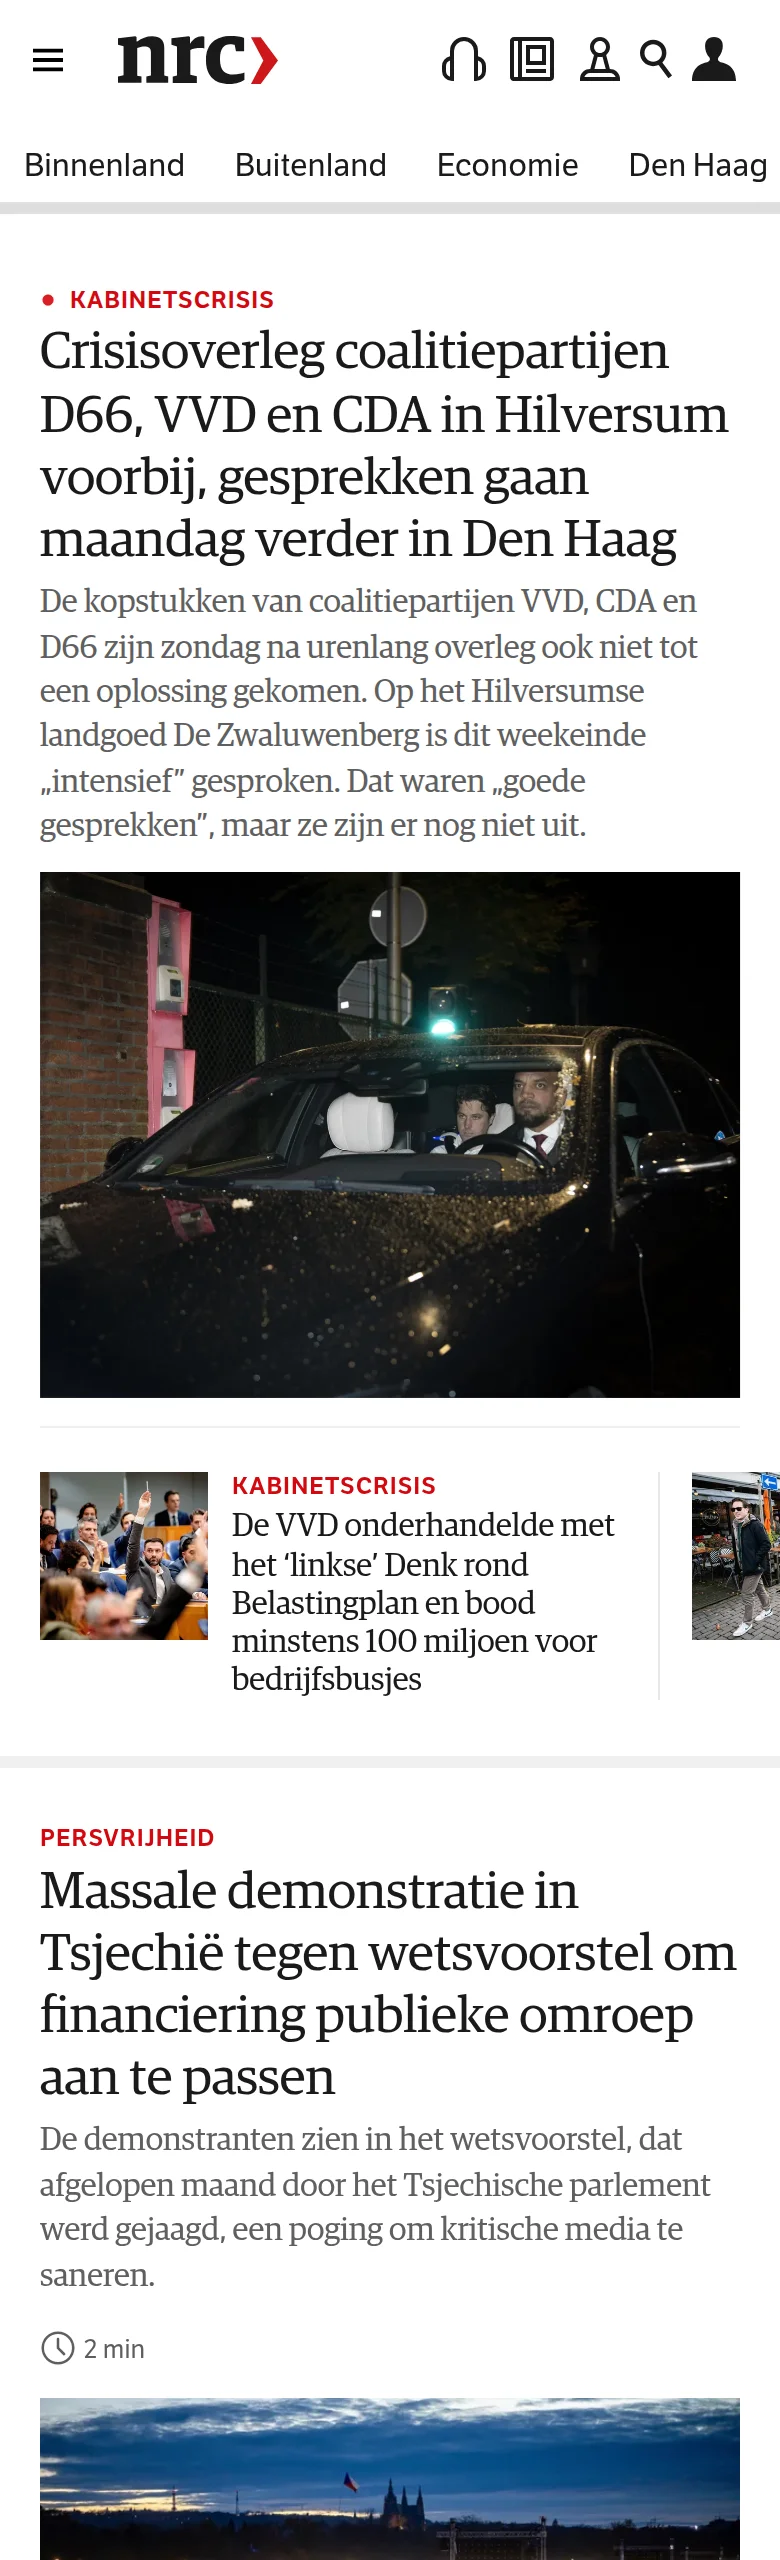 nrc
Binnenland Buitenland Economie Den Haag
KABINETSCRISIS
Crisisoverleg coalitiepartijen
D66, VVD en CDA in Hilversum
voorbij, gesprekken gaan
maandag verder in Den Haag
De kopstukken van coalitiepartijen VVD, CDA en
D66 zijn zondag na urenlang overleg ook niet tot
een oplossing gekomen. Op het Hilversumse
landgoed De Zwaluwenberg is dit weekeinde
„intensief” gesproken. Dat waren „goede
gesprekken”, maar ze zijn er nog niet uit.
KABINETSCRISIS
De VVD onderhandelde met
het ‘linkse’ Denk rond
Belastingplan en bood
minstens 100 miljoen voor
bedrijfsbusjes
PERSVRIJHEID
Massale demonstratie in
Tsjechië tegen wetsvoorstel om
financiering publieke omroep
aan te passen
De demonstranten zien in het wetsvoorstel, dat
afgelopen maand door het Tsjechische parlement
werd gejaagd, een poging om kritische media te
saneren.
2 min